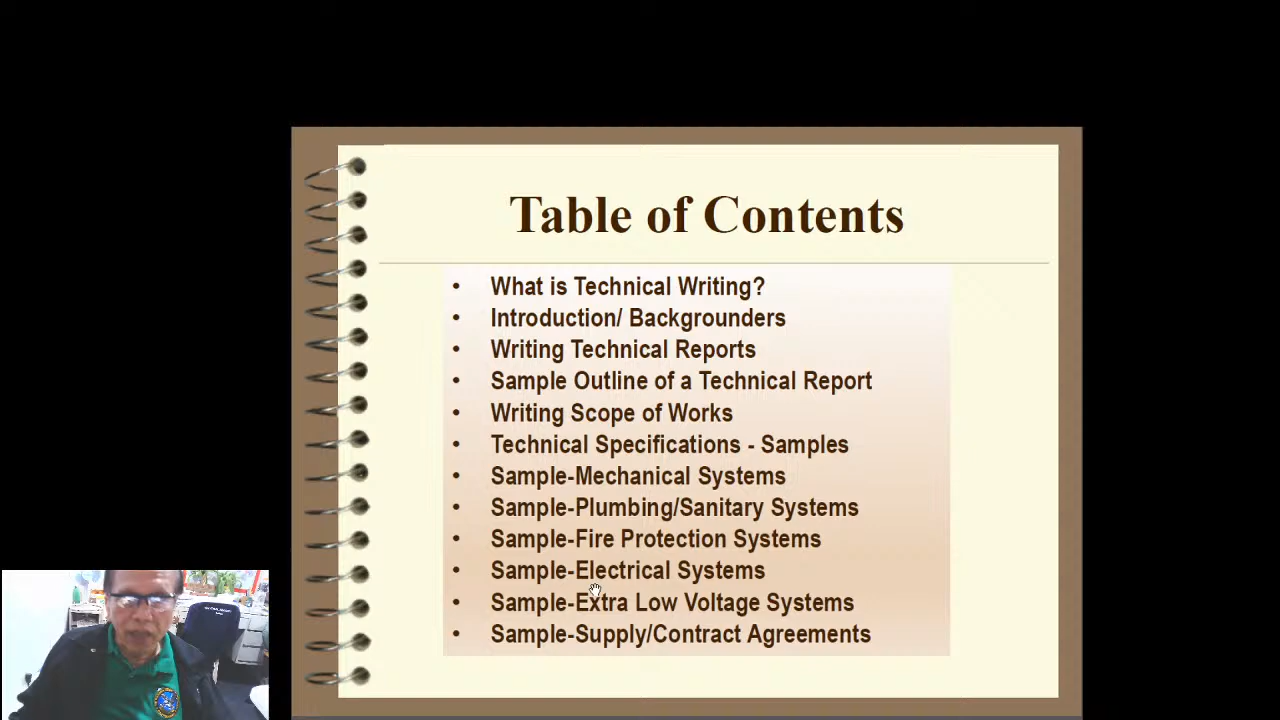 Table of Contents
• What is Technical Writing?
• Introduction/ Backgrounders
• Writing Technical Reports
• Sample Outline of a Technical Report
• Writing Scope of Works
• Technical Specifications - Samples
• Sample-Mechanical Systems
• Sample-Plumbing/Sanitary Systems
• Sample-Fire Protection Systems
• Sample-Electrical Systems
• Sample-Extra Low Voltage Systems
• Sample-Supply/Contract Agreements